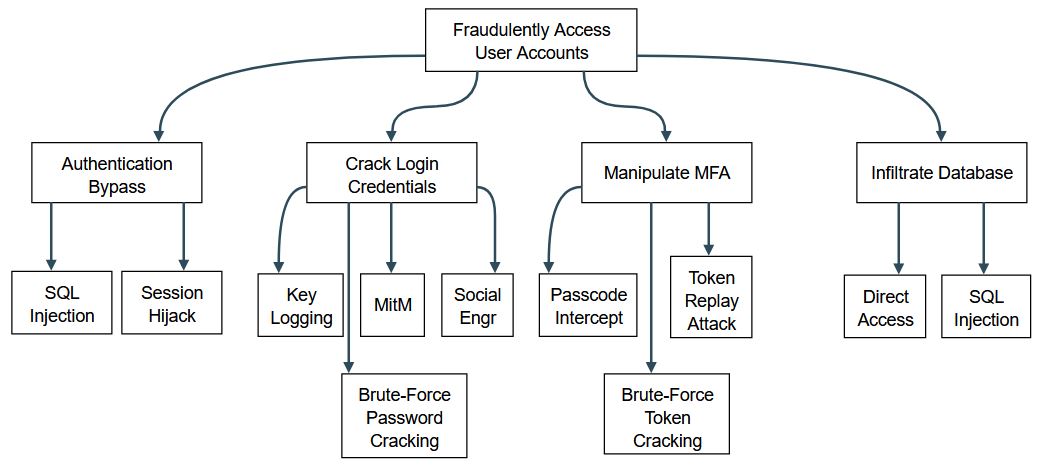 Fraudulently Access
User Accounts
Authentication
Bypass
Crack Login
Credentials
Manipulate MFA
Infiltrate Database
SQL
Injection
Session
Hijack
Key
Logging
MitM
Social
Engr
Passcode
Intercept
Token
Replay
Attack
Direct
Access
SQL
Injection
Brute-Force
Password
Cracking
Brute-Force
Token
Cracking